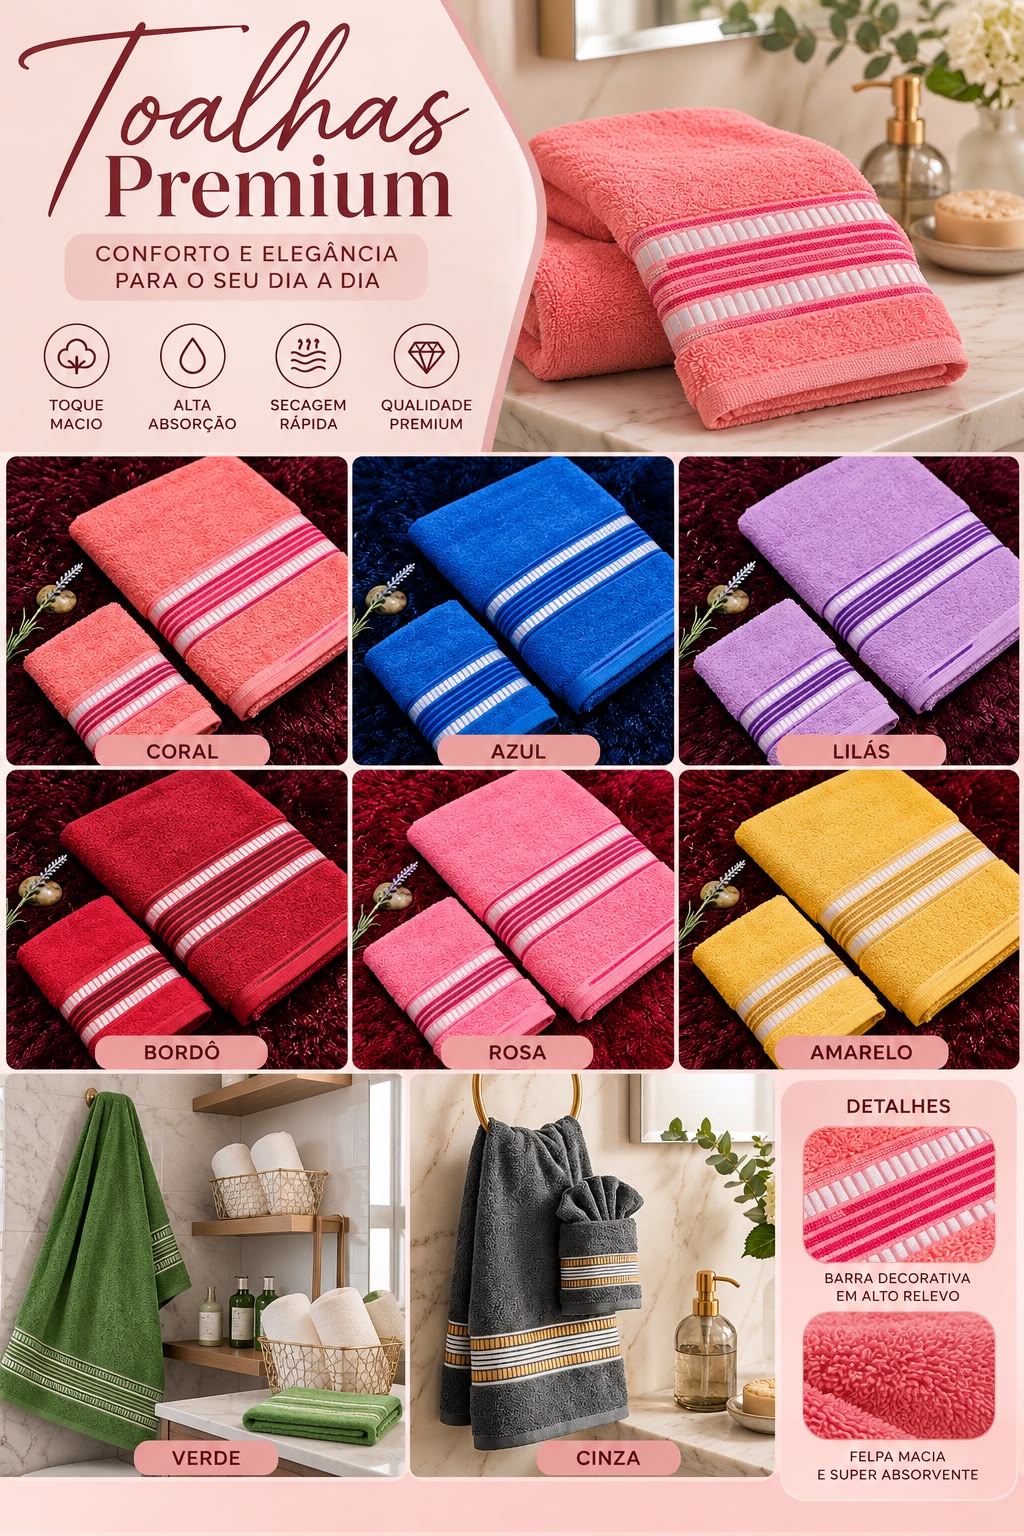 Toalhas
Premium
CONFORTO E ELEGÂNCIA
PARA O SEU DIA A DIA
TOQUE
MACIO
ALTA
ABSORÇÃO
SECAGEM
RÁPIDA
QUALIDADE
PREMIUM
CORAL
AZUL
LILÁS
BORDÔ
ROSA
AMARELO
VERDE
CINZA
DETALHES
BARRA DECORATIVA
EM ALTO RELEVO
FELPA MACIA
E SUPER ABSORVENTE